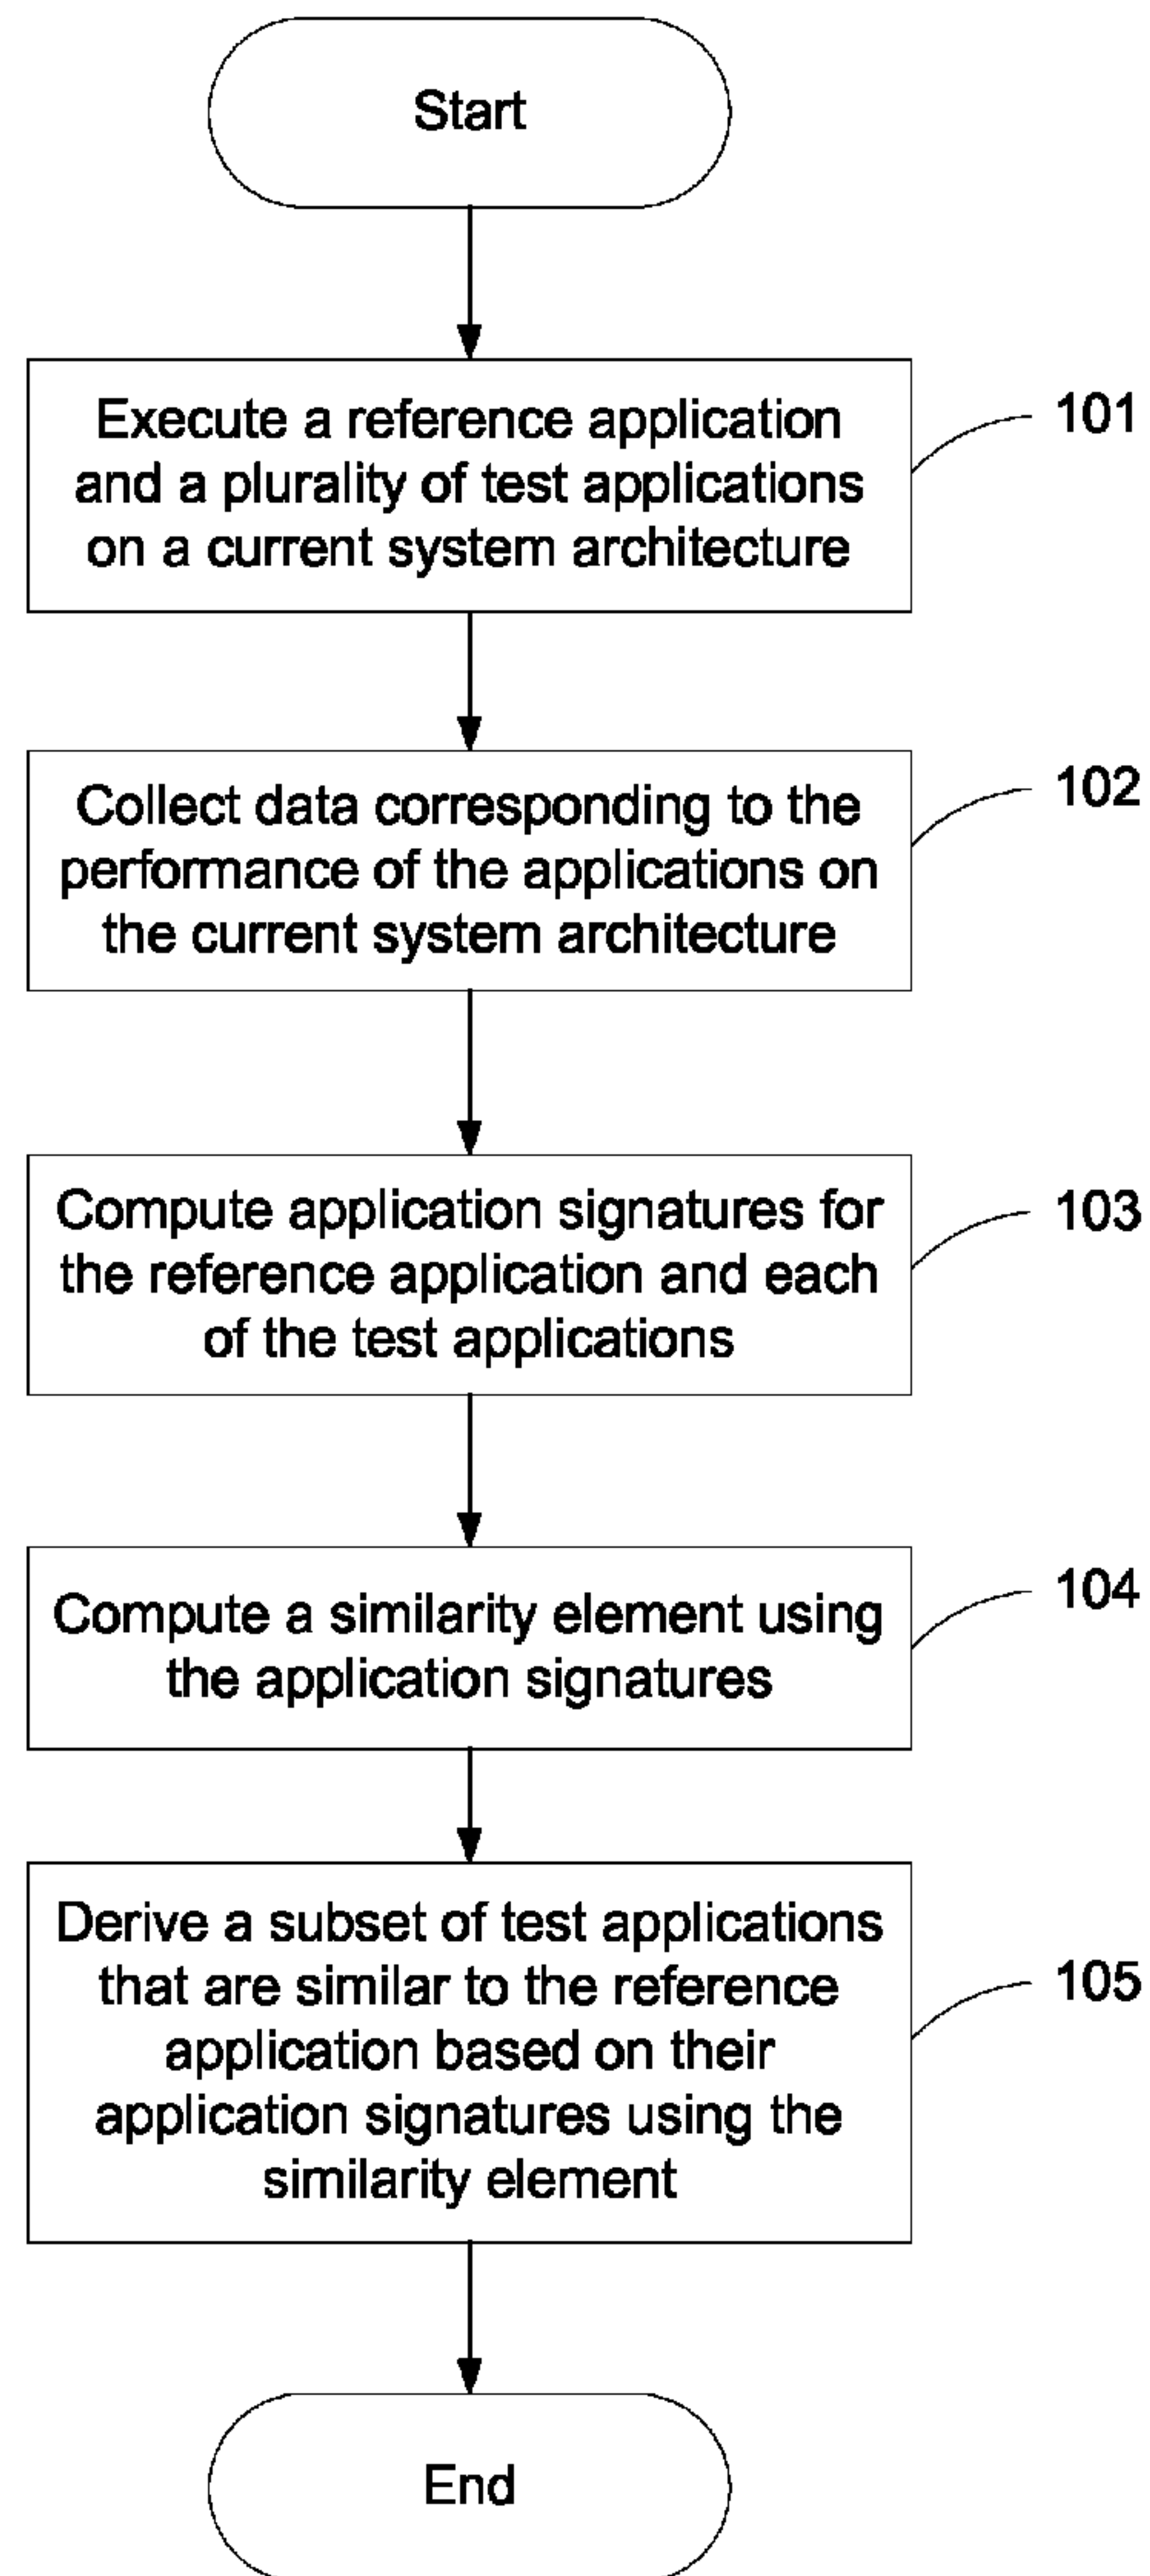 Start
Execute a reference application
and a plurality of test applications
on a current system architecture
101
Collect data corresponding to the
performance of the applications on
the current system architecture
102
Compute application signatures for
the reference application and each
of the test applications
103
Compute a similarity element using
the application signatures
104
Derive a subset of test applications
that are similar to the reference
application based on their
application signatures using the
similarity element
105
End